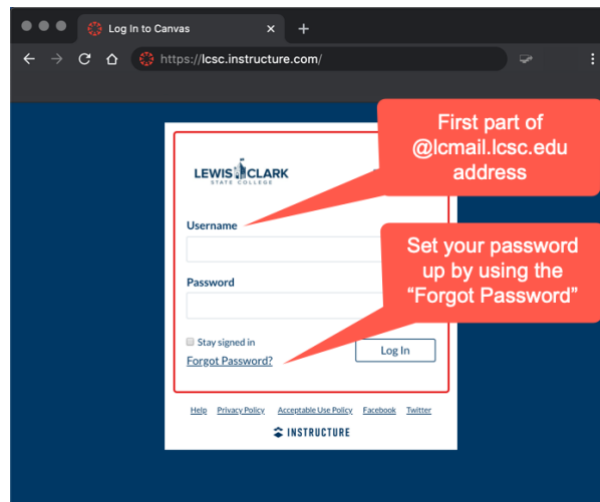 Log In to Canvas
https://lcsc.instructure.com/
First part of
@lcmail.lcsc.edu
address
LEWIS CLARK
STATE COLLEGE
Username
Set your password
up by using the
“Forgot Password”
Password
Stay signed in
Log In
Forgot Password?
Help Privacy Policy Acceptable Use Policy Facebook Twitter
INSTRUCTURE